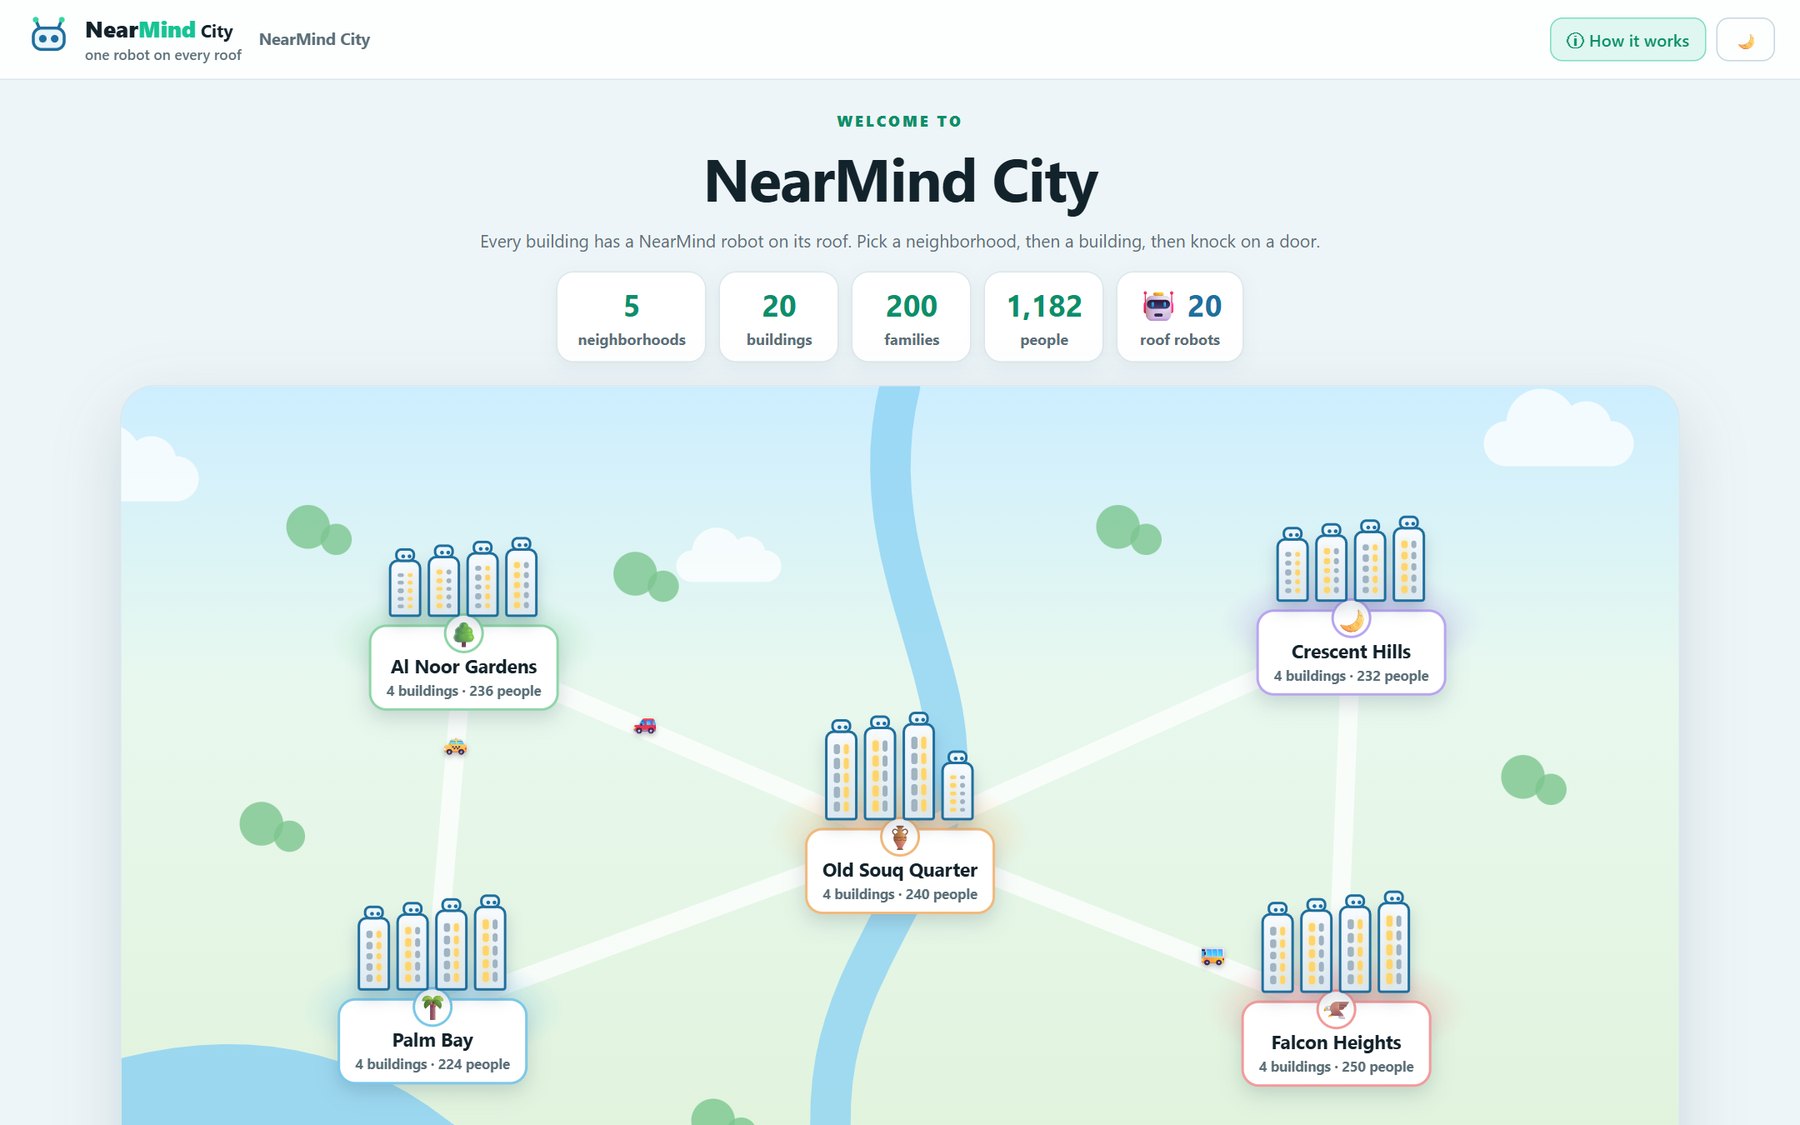 NearMind City
one robot on every roof
NearMind City
How it works
WELCOME TO
NearMind City
Every building has a NearMind robot on its roof. Pick a neighborhood, then a building, then knock on a door.
5
neighborhoods
20
buildings
200
families
1,182
people
20
roof robots
Al Noor Gardens
4 buildings · 236 people
Crescent Hills
4 buildings · 232 people
Old Souq Quarter
4 buildings · 240 people
Palm Bay
4 buildings · 224 people
Falcon Heights
4 buildings · 250 people